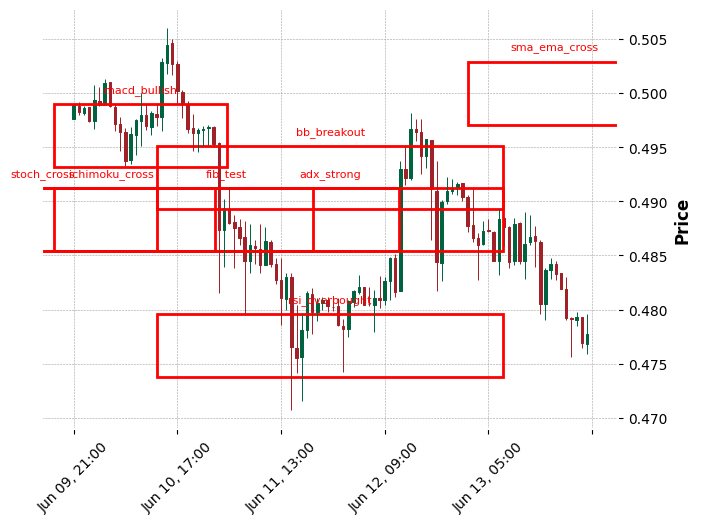 sma_ema_cross
macd_bullish
bb_breakout
stoch_cross
ichimoku_cross
fib_test
adx_strong
rsi_overbought
0.505
0.500
0.495
0.490
0.485
0.480
0.475
0.470
Price
Jun 09, 21:00
Jun 10, 17:00
Jun 11, 13:00
Jun 12, 09:00
Jun 13, 05:00